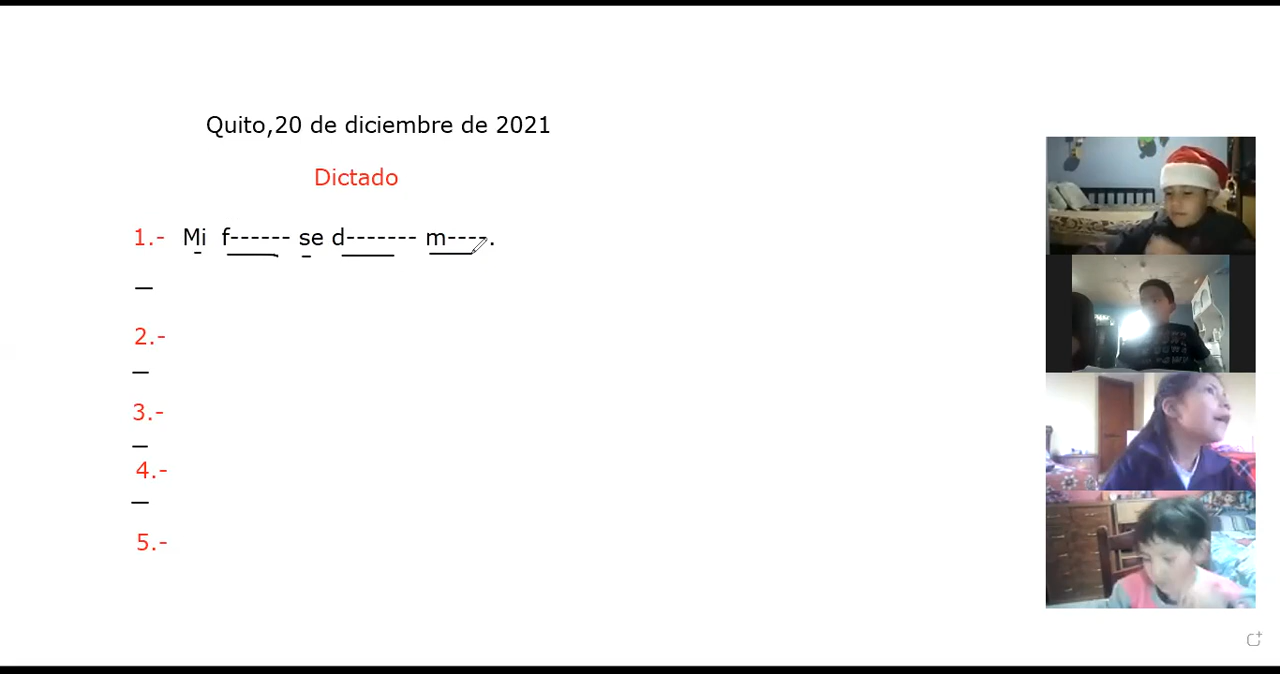 Quito,20 de diciembre de 2021
Dictado
1.- Mi f------ se d------- m----.
_
2.-
_
3.-
_
4.-
_
5.-